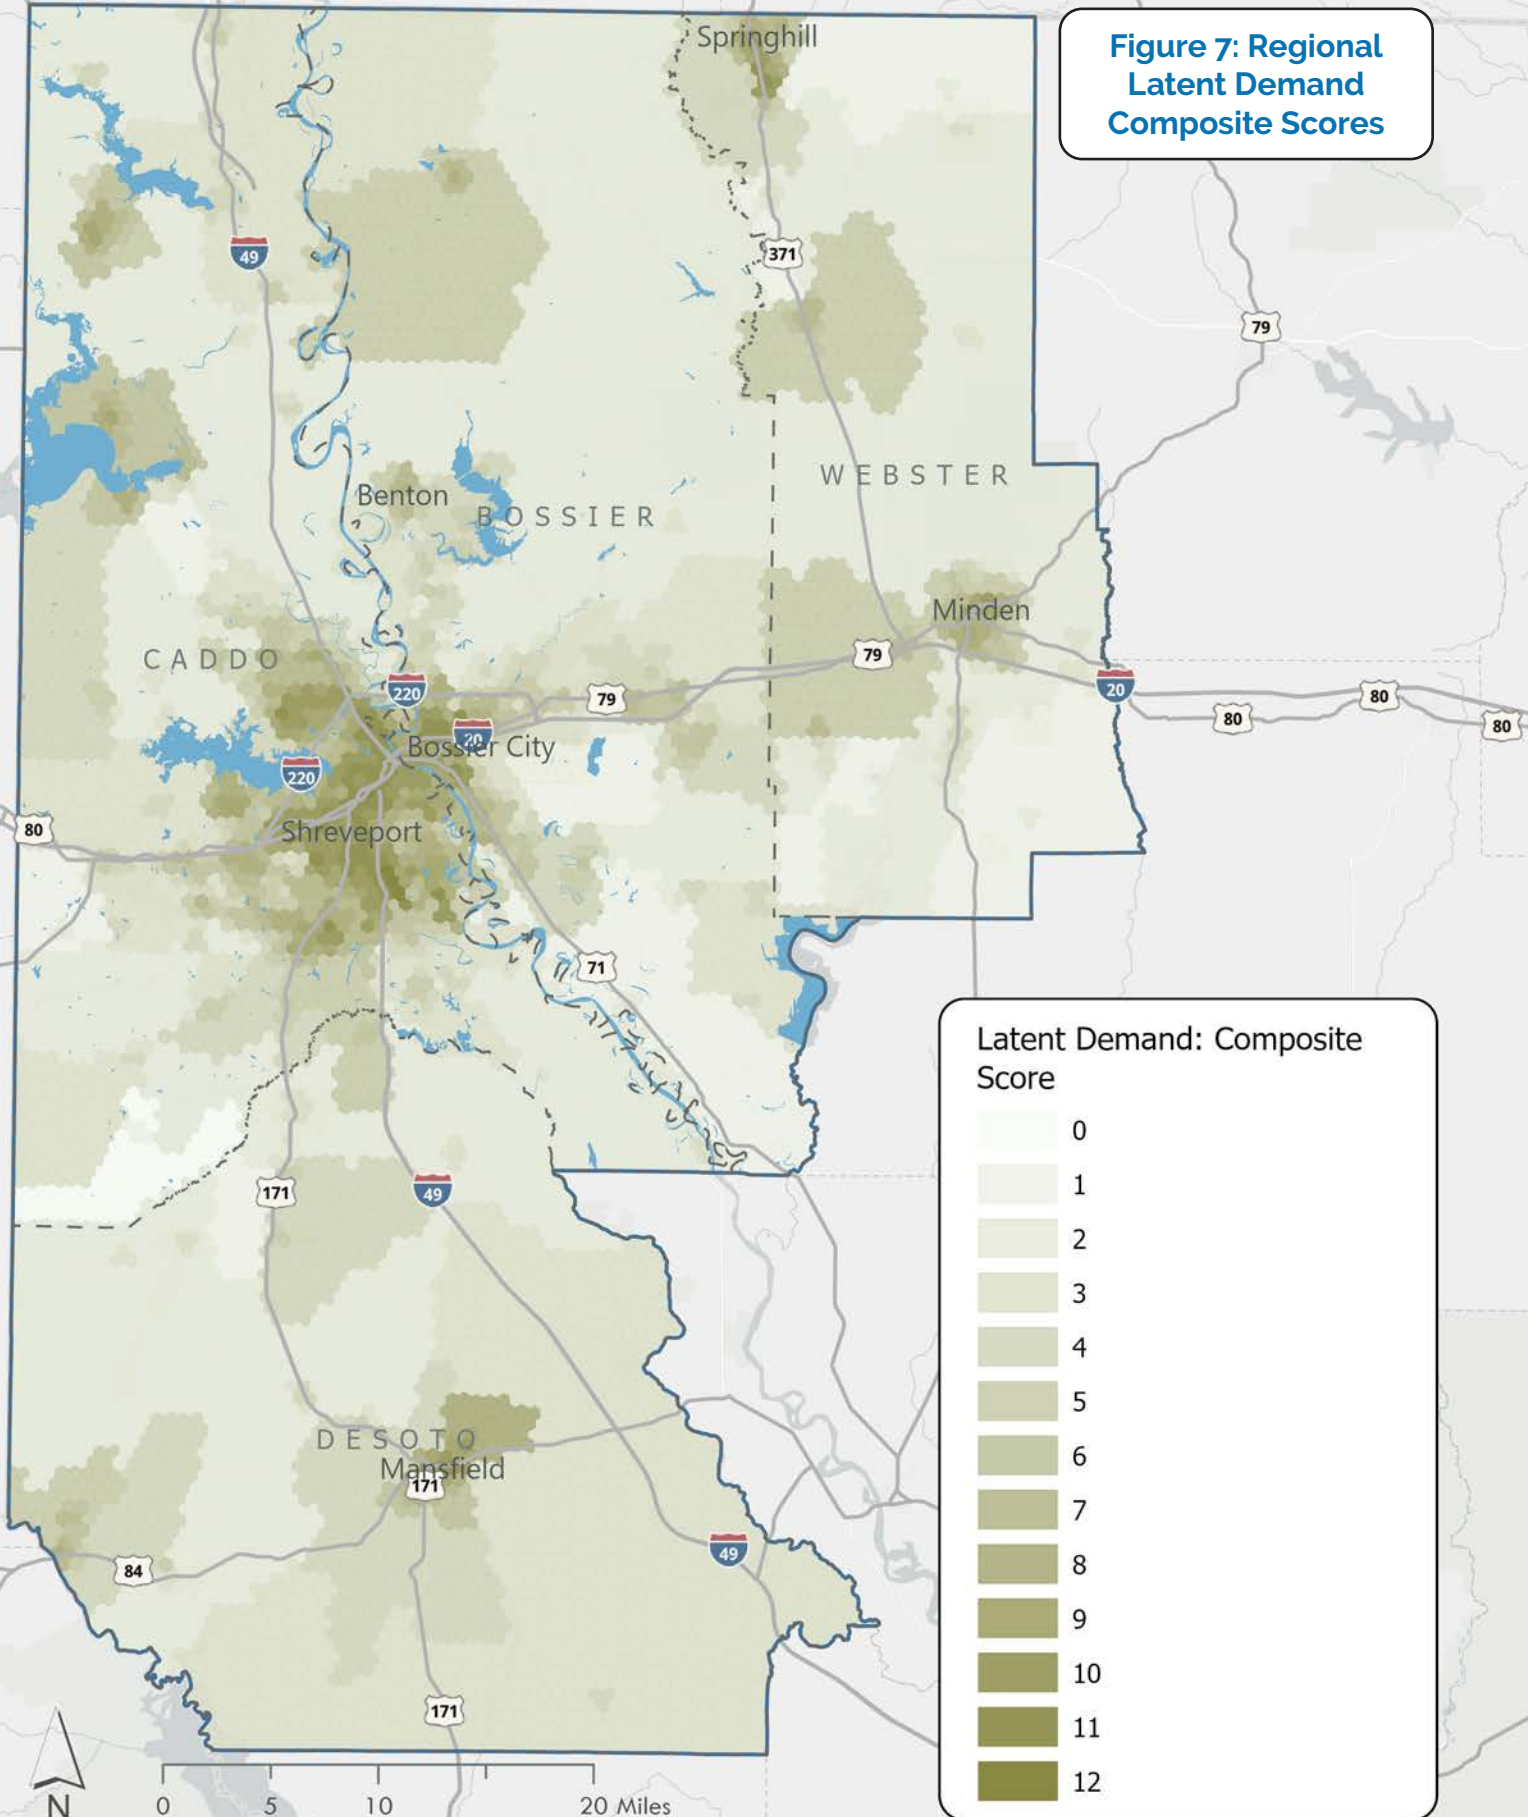 Figure 7: Regional
Latent Demand
Composite Scores
Springhill
49
371
79
Benton
BOSSIER
WEBSTER
Minden
CADDO
79
220
79
20
80
80
80
20
Bossier City
220
80
Shreveport
71
171
49
DESOTO
Mansfield
171
49
84
171
N
0 5 10 20 Miles
Latent Demand: Composite
Score
0
1
2
3
4
5
6
7
8
9
10
11
12